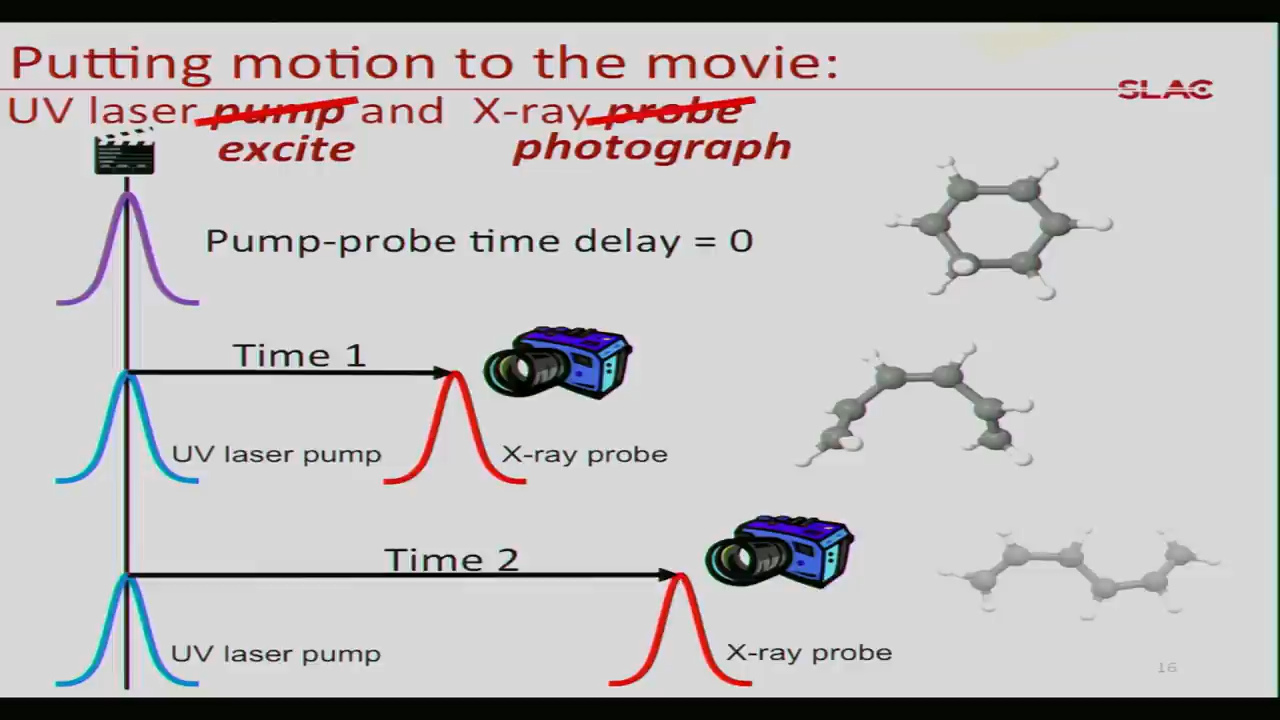 Putting motion to the movie:
SLAC
UV laser pump and X-ray probe
excite photograph
Pump-probe time delay = 0
Time 1
UV laser pump X-ray probe
Time 2
UV laser pump X-ray probe
16